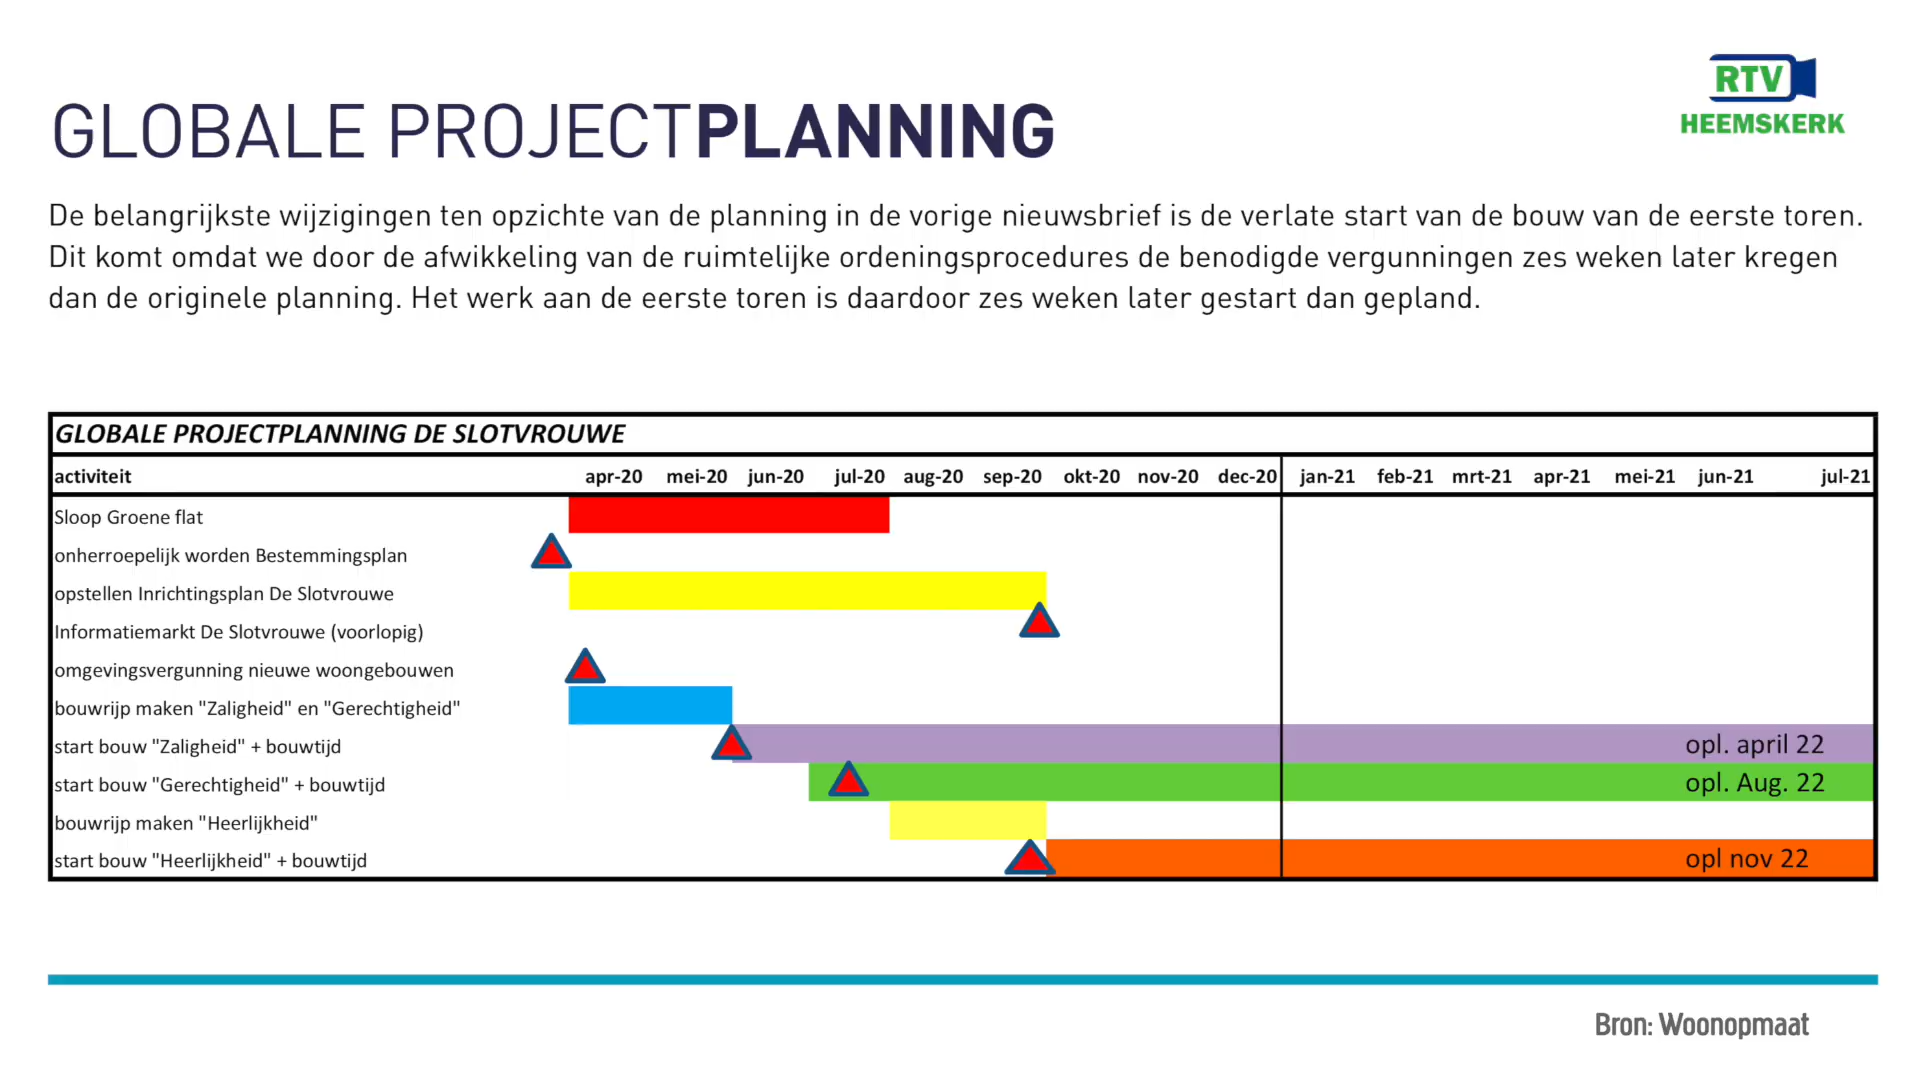 RTV
HEEMSKERK
GLOBALE PROJECTPLANNING
De belangrijkste wijzigingen ten opzichte van de planning in de vorige nieuwsbrief is de verlate start van de bouw van de eerste toren.
Dit komt omdat we door de afwikkeling van de ruimtelijke ordeningsprocedures de benodigde vergunningen zes weken later kregen
dan de originele planning. Het werk aan de eerste toren is daardoor zes weken later gestart dan gepland.
GLOBALE PROJECTPLANNING DE SLOTVROUWE
activiteit apr-20 mei-20 jun-20 jul-20 aug-20 sep-20 okt-20 nov-20 dec-20 jan-21 feb-21 mrt-21 apr-21 mei-21 jun-21 jul-21
Sloop Groene flat
onherroepelijk worden Bestemmingsplan
opstellen Inrichtingsplan De Slotvrouwe
Informatiemarkt De Slotvrouwe (voorlopig)
omgevingsvergunning nieuwe woongebouwen
bouwrijp maken "Zaligheid" en "Gerechtigheid"
start bouw "Zaligheid" + bouwtijd opl. april 22
start bouw "Gerechtigheid" + bouwtijd opl. Aug. 22
bouwrijp maken "Heerlijkheid"
start bouw "Heerlijkheid" + bouwtijd opl nov 22
Bron: Woonopmaat